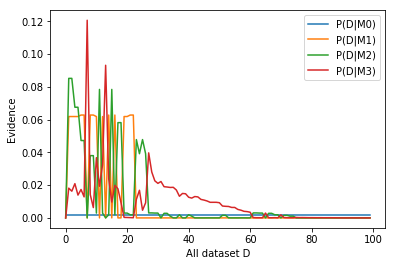 P(D|M0)
P(D|M1)
P(D|M2)
P(D|M3)
Evidence
0.12
0.10
0.08
0.06
0.04
0.02
0.00
0 20 40 60 80 100
All dataset D